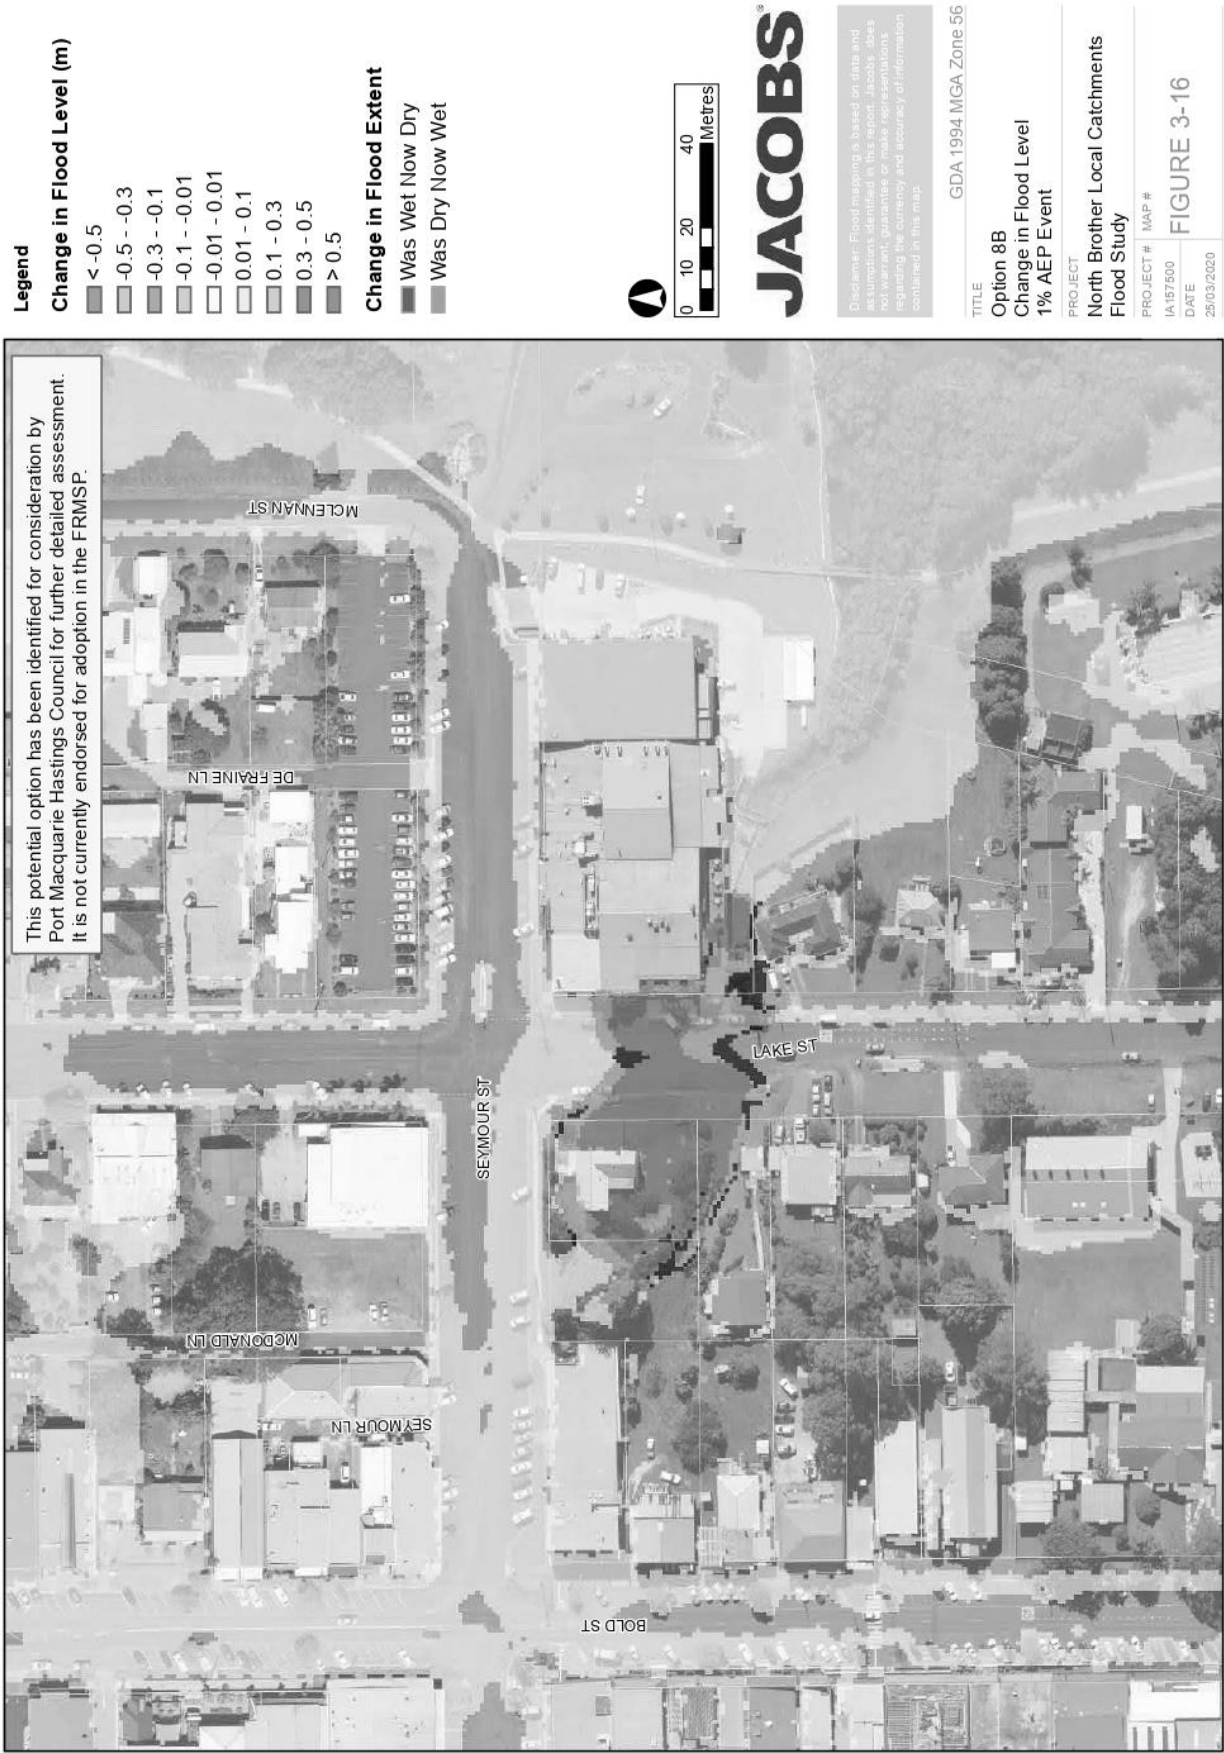 This potential option has been identified for consideration by
Port Macquarie Hastings Council for further detailed assessment.
It is not currently endorsed for adoption in the FRMSP.
MCLENNAN ST
DE FRAINE LN
LAKE ST
SEYMOUR ST
MCDONALD LN
SEYMOUR LN
BOLD ST
Legend
Change in Flood Level (m)
< -0.5
-0.5 - -0.3
-0.3 - -0.1
-0.1 - -0.01
-0.01 - 0.01
0.01 - 0.1
0.1 - 0.3
0.3 - 0.5
> 0.5
Change in Flood Extent
Was Wet Now Dry
Was Dry Now Wet
0 10 20 40
Metres
JACOBS®
Disclaimer: Flood mapping is based on data and
assumptions identified in this report. Jacobs does
not warrant, guarantee or make representations
regarding the currency and accuracy of information
contained in this map.
GDA 1994 MGA Zone 56
TITLE
Option 8B
Change in Flood Level
1% AEP Event
PROJECT
North Brother Local Catchments
Flood Study
PROJECT # MAP #
IA157500
FIGURE 3-16
DATE
25/03/2020